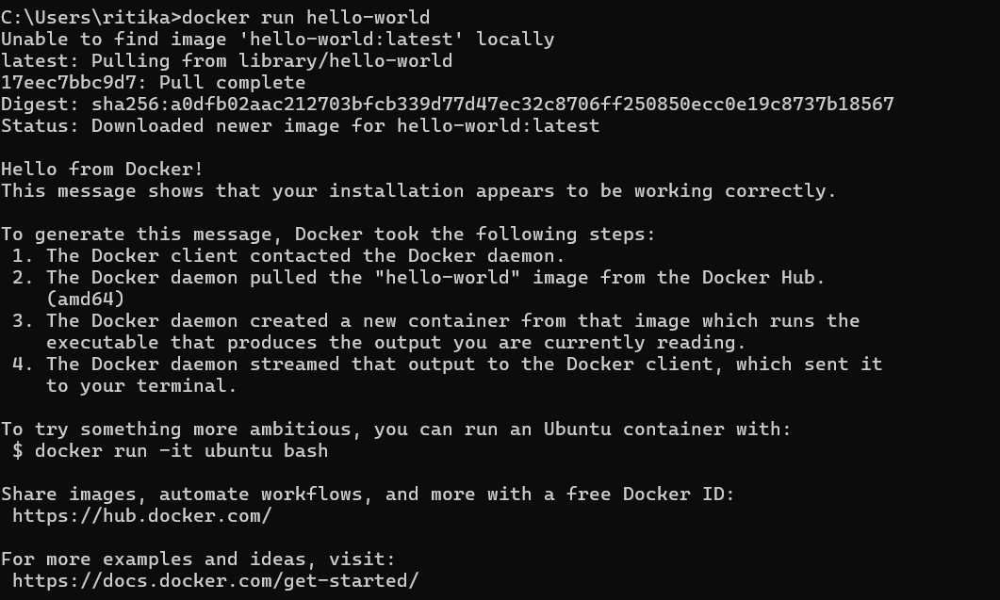 C:\Users\ritika>docker run hello-world
Unable to find image 'hello-world:latest' locally
latest: Pulling from library/hello-world
17eec7bbc9d7: Pull complete
Digest: sha256:a0dfb02aac212703bfcb339d77d47ec32c8706ff250850ecc0e19c8737b18567
Status: Downloaded newer image for hello-world:latest

Hello from Docker!
This message shows that your installation appears to be working correctly.

To generate this message, Docker took the following steps:
 1. The Docker client contacted the Docker daemon.
 2. The Docker daemon pulled the "hello-world" image from the Docker Hub.
    (amd64)
 3. The Docker daemon created a new container from that image which runs the
    executable that produces the output you are currently reading.
 4. The Docker daemon streamed that output to the Docker client, which sent it
    to your terminal.

To try something more ambitious, you can run an Ubuntu container with:
 $ docker run -it ubuntu bash

Share images, automate workflows, and more with a free Docker ID:
 https://hub.docker.com/

For more examples and ideas, visit:
 https://docs.docker.com/get-started/